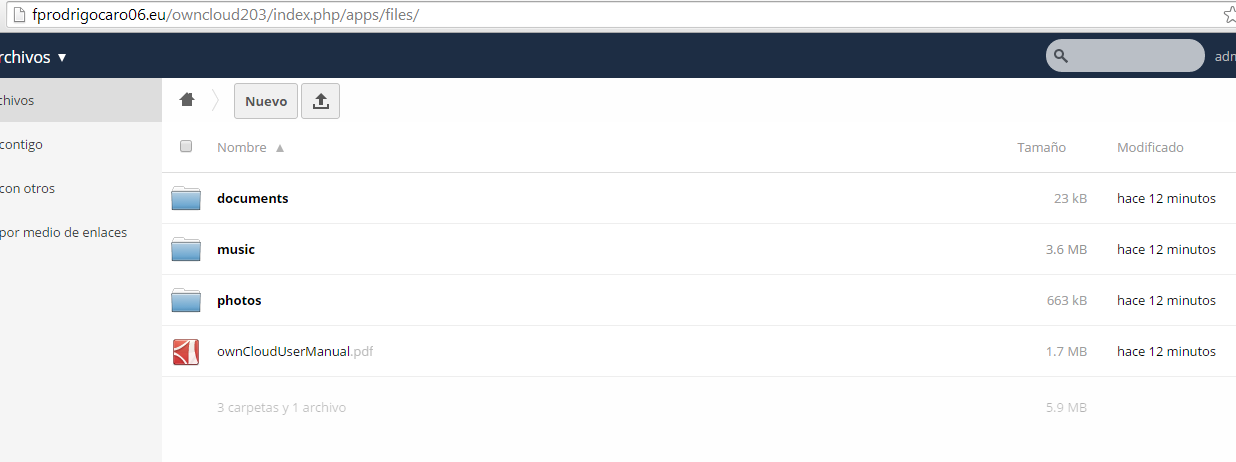 fprodrigocaro06.eu/owncloud203/index.php/apps/files/
rchivos ▼ adm
chivos
contigo
con otros
por medio de enlaces
Nuevo
Nombre ▲ Tamaño Modificado
documents 23 kB hace 12 minutos
music 3.6 MB hace 12 minutos
photos 663 kB hace 12 minutos
ownCloudUserManual.pdf 1.7 MB hace 12 minutos
3 carpetas y 1 archivo 5.9 MB